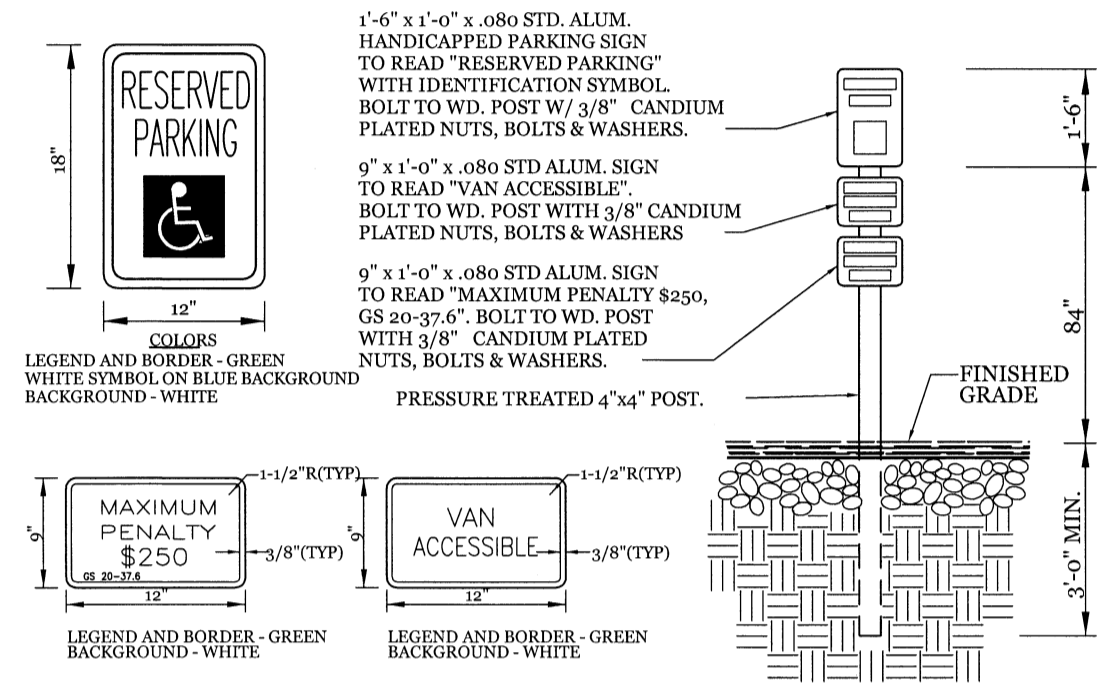 RESERVED
PARKING
18"
12"
COLORS
LEGEND AND BORDER - GREEN
WHITE SYMBOL ON BLUE BACKGROUND
BACKGROUND - WHITE
1'-6" x 1'-0" x .080 STD. ALUM.
HANDICAPPED PARKING SIGN
TO READ "RESERVED PARKING"
WITH IDENTIFICATION SYMBOL.
BOLT TO WD. POST W/ 3/8" CANDIUM
PLATED NUTS, BOLTS & WASHERS.
9" x 1'-0" x .080 STD ALUM. SIGN
TO READ "VAN ACCESSIBLE".
BOLT TO WD. POST WITH 3/8" CANDIUM
PLATED NUTS, BOLTS & WASHERS
9" x 1'-0" x .080 STD ALUM. SIGN
TO READ "MAXIMUM PENALTY $250,
GS 20-37.6". BOLT TO WD. POST
WITH 3/8" CANDIUM PLATED
NUTS, BOLTS & WASHERS.
PRESSURE TREATED 4"x4" POST.
1'-6"
84"
FINISHED
GRADE
3'-0" MIN.
MAXIMUM
PENALTY
$250
GS 20-37.6
9"
12"
1-1/2"R(TYP)
3/8"(TYP)
LEGEND AND BORDER - GREEN
BACKGROUND - WHITE
VAN
ACCESSIBLE
9"
12"
1-1/2"R(TYP)
3/8"(TYP)
LEGEND AND BORDER - GREEN
BACKGROUND - WHITE